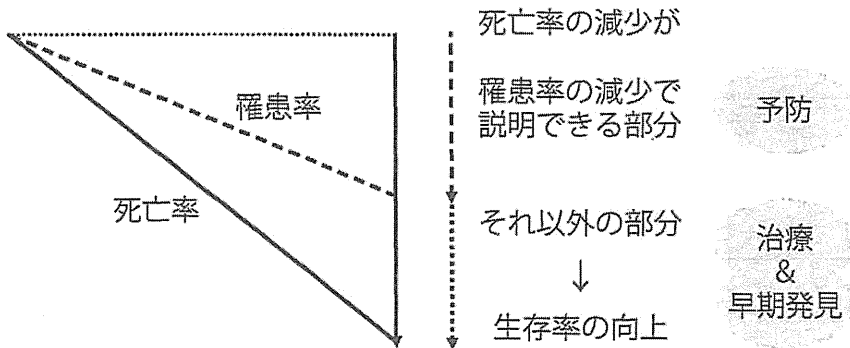 死亡率の減少が
罹患率の減少で
説明できる部分
予防
罹患率
死亡率
それ以外の部分
↓
生存率の向上
治療
&
早期発見